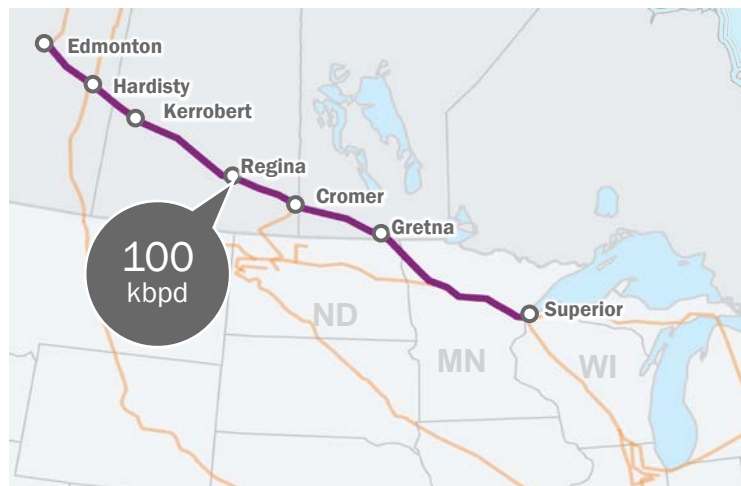 Edmonton
Hardisty
Kerrobert
Regina
Cromer
Gretna
100
kbpd
Superior
ND
MN
WI